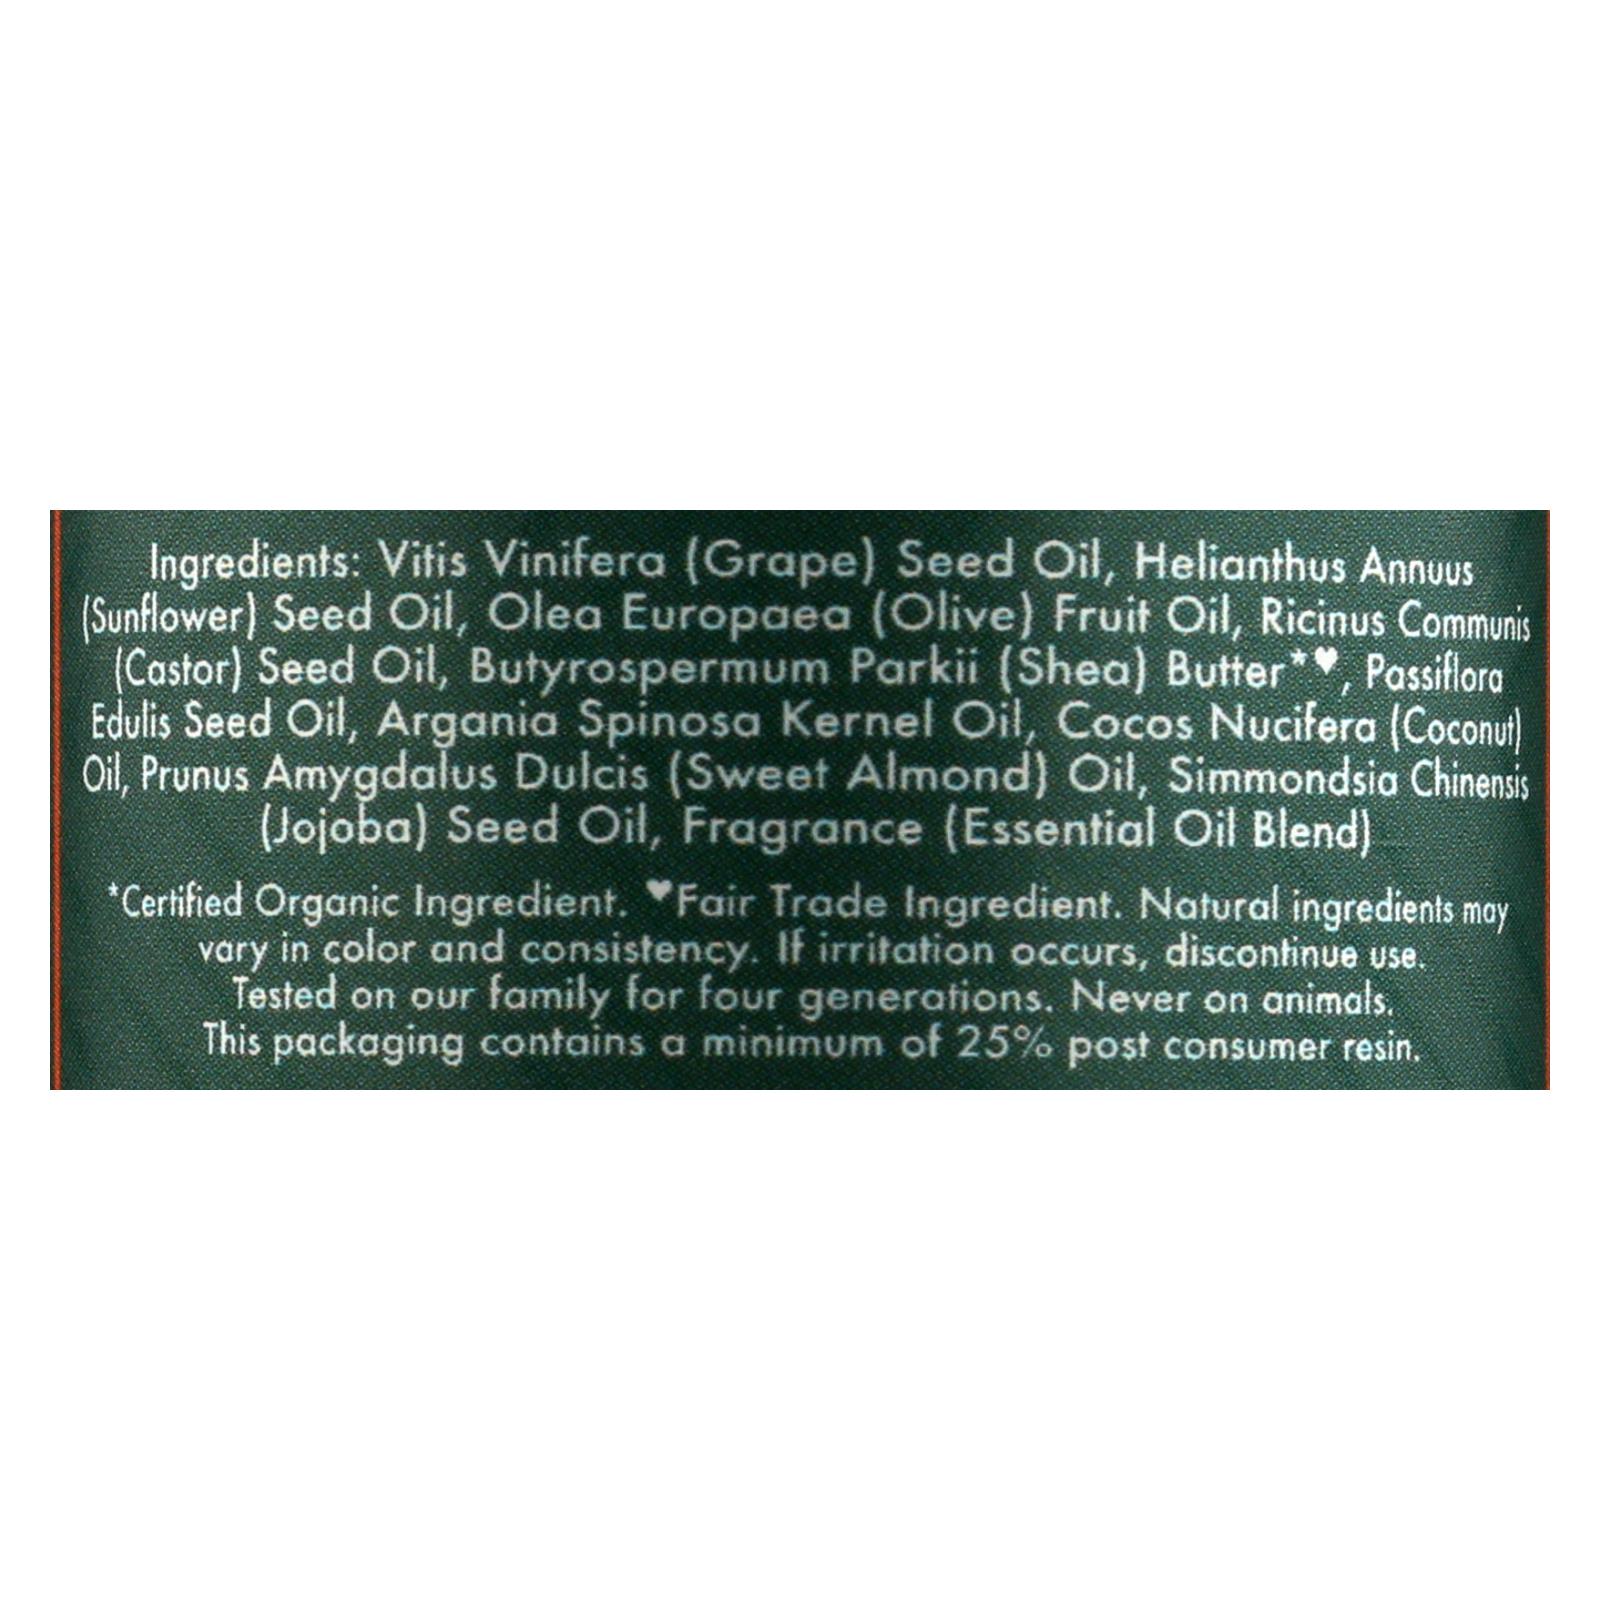 Ingredients: Vitis Vinifera (Grape) Seed Oil, Helianthus Annuus
(Sunflower) Seed Oil, Olea Europaea (Olive) Fruit Oil, Ricinus Communis
(Castor) Seed Oil, Butyrospermum Parkii (Shea) Butter*♥, Passiflora
Edulis Seed Oil, Argania Spinosa Kernel Oil, Cocos Nucifera (Coconut)
Oil, Prunus Amygdalus Dulcis (Sweet Almond) Oil, Simmondsia Chinensis
(Jojoba) Seed Oil, Fragrance (Essential Oil Blend)
*Certified Organic Ingredient. ♥Fair Trade Ingredient. Natural ingredients may
vary in color and consistency. If irritation occurs, discontinue use.
Tested on our family for four generations. Never on animals.
This packaging contains a minimum of 25% post consumer resin.